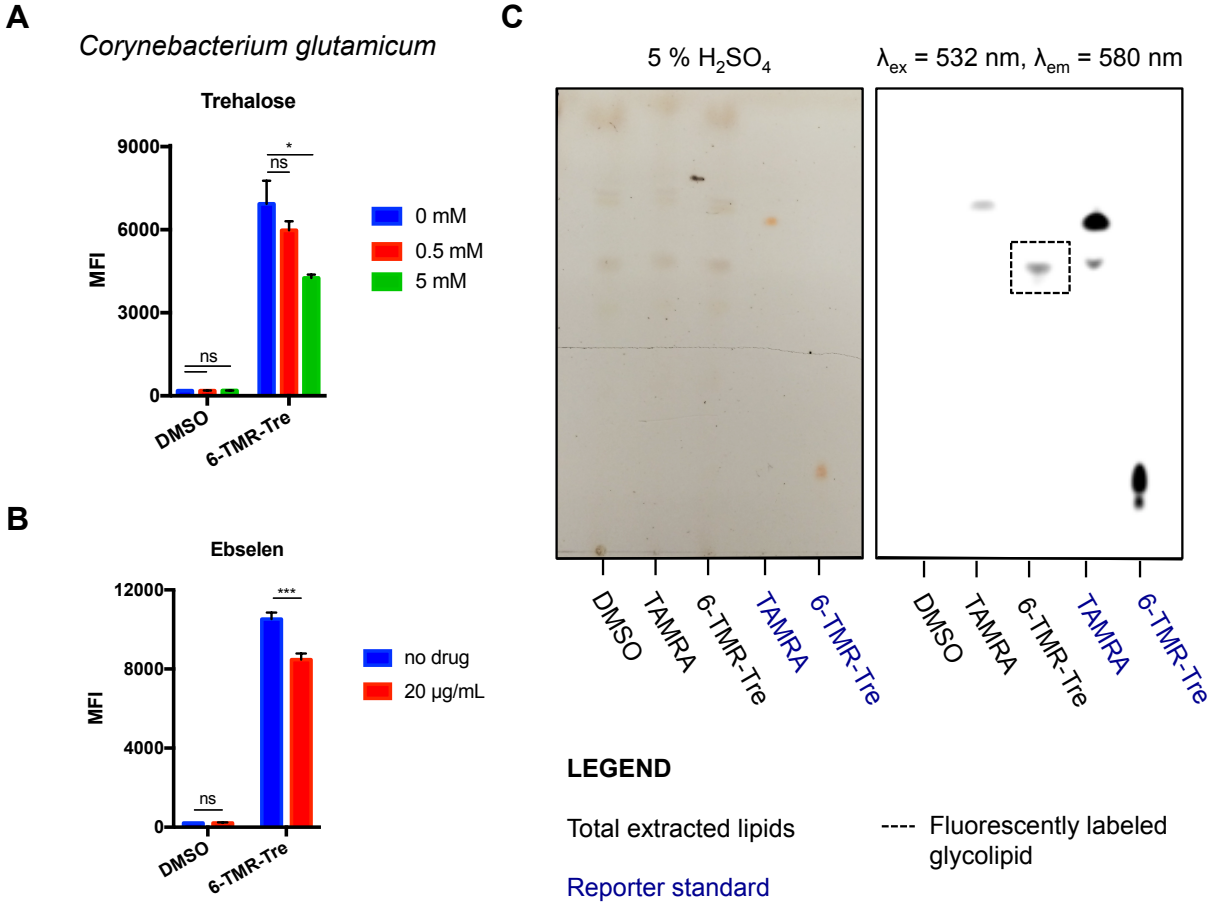 A
Corynebacterium glutamicum
Trehalose
9000
6000
3000
0
MFI
*
ns
ns
DMSO
6-TMR-Tre
0 mM
0.5 mM
5 mM
B
Ebselen
12000
8000
4000
0
MFI
***
ns
DMSO
6-TMR-Tre
no drug
20 µg/mL
C
5 % H₂SO₄
λex = 532 nm, λem = 580 nm
DMSO
TAMRA
6-TMR-Tre
TAMRA
6-TMR-Tre
DMSO
TAMRA
6-TMR-Tre
TAMRA
6-TMR-Tre
LEGEND
Total extracted lipids
Reporter standard
Fluorescently labeled
glycolipid